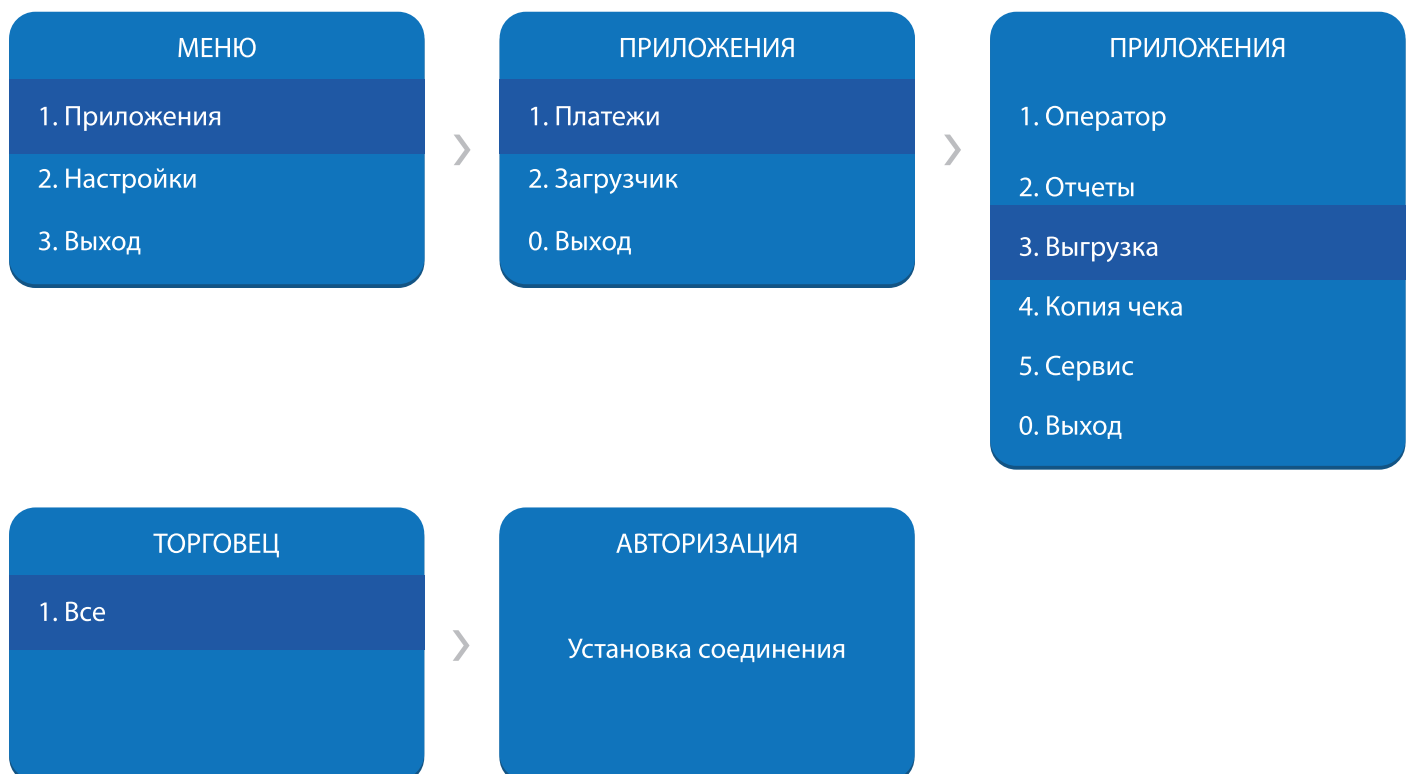 МЕНЮ
1. Приложения
2. Настройки
3. Выход
ПРИЛОЖЕНИЯ
1. Платежи
2. Загрузчик
0. Выход
ПРИЛОЖЕНИЯ
1. Оператор
2. Отчеты
3. Выгрузка
4. Копия чека
5. Сервис
0. Выход
ТОРГОВЕЦ
1. Все
АВТОРИЗАЦИЯ
Установка соединения